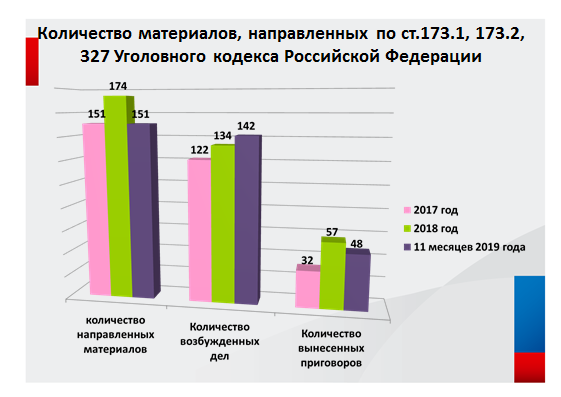 Количество материалов, направленных по ст.173.1, 173.2,
327 Уголовного кодекса Российской Федерации
151 174 151
122 134 142
32 57 48
2017 год
2018 год
11 месяцев 2019 года
количество
направленных
материалов
Количество
возбужденных
дел
Количество
вынесенных
приговоров